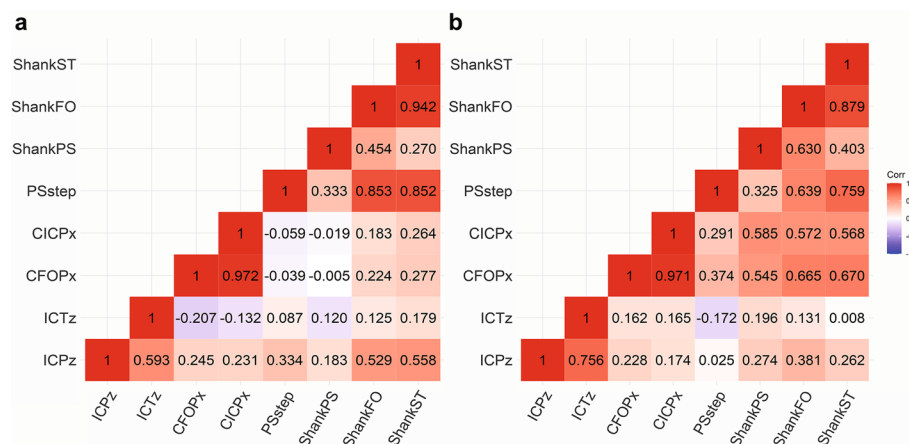 a
ShankST 1
ShankFO 1 0.942
ShankPS 1 0.454 0.270
PSstep 1 0.333 0.853 0.852
CICPx 1 -0.059 -0.019 0.183 0.264
CFOPx 1 0.972 -0.039 -0.005 0.224 0.277
ICTz 1 -0.207 -0.132 0.087 0.120 0.125 0.179
ICPz 1 0.593 0.245 0.231 0.334 0.183 0.529 0.558
ICPz ICTz CFOPx CICPx PSstep ShankPS ShankFO ShankST
b
ShankST 1
ShankFO 1 0.879
ShankPS 1 0.630 0.403
PSstep 1 0.325 0.639 0.759
CICPx 1 0.291 0.585 0.572 0.568
CFOPx 1 0.971 0.374 0.545 0.665 0.670
ICTz 1 0.162 0.165 -0.172 0.196 0.131 0.008
ICPz 1 0.756 0.228 0.174 0.025 0.274 0.381 0.262
ICPz ICTz CFOPx CICPx PSstep ShankPS ShankFO ShankST
Corr